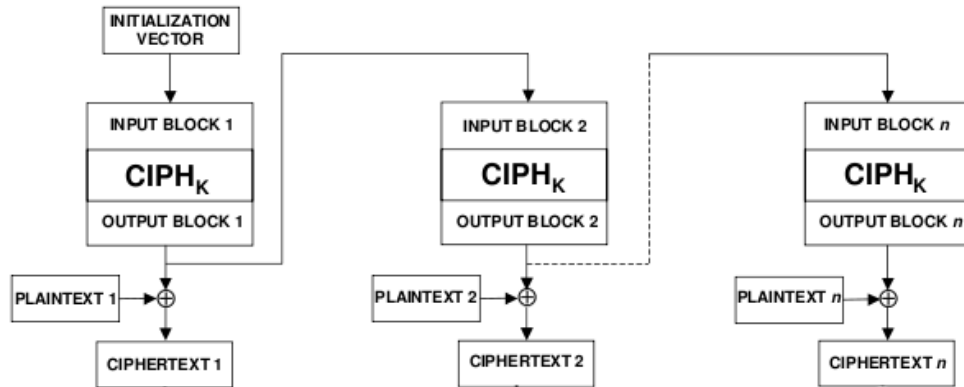 INITIALIZATION
VECTOR
INPUT BLOCK 1
CIPHK
OUTPUT BLOCK 1
PLAINTEXT 1
CIPHERTEXT 1
INPUT BLOCK 2
CIPHK
OUTPUT BLOCK 2
PLAINTEXT 2
CIPHERTEXT 2
INPUT BLOCK n
CIPHK
OUTPUT BLOCK n
PLAINTEXT n
CIPHERTEXT n